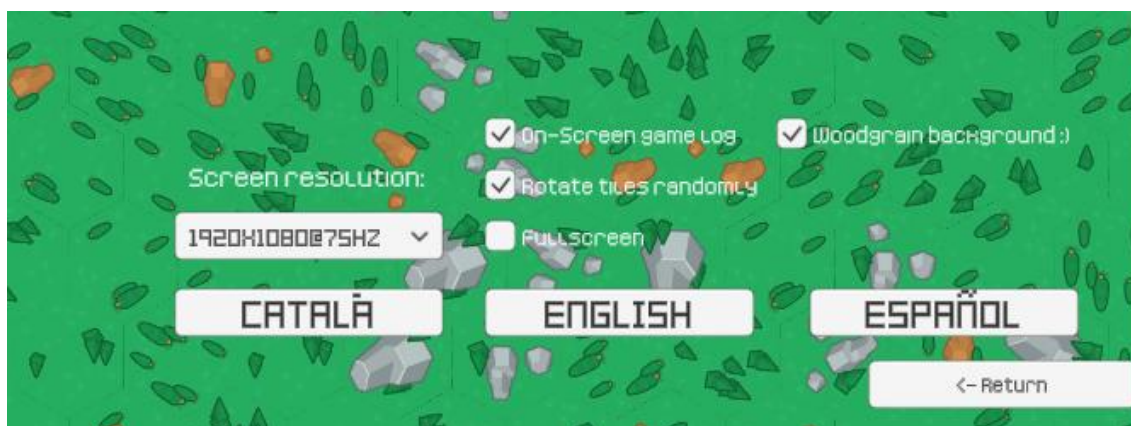 On-Screen game log
Woodgrain background :)
Screen resolution:
Rotate tiles randomly
1920X1080@75HZ
Fullscreen
CATALÀ
ENGLISH
ESPAÑOL
<- Return